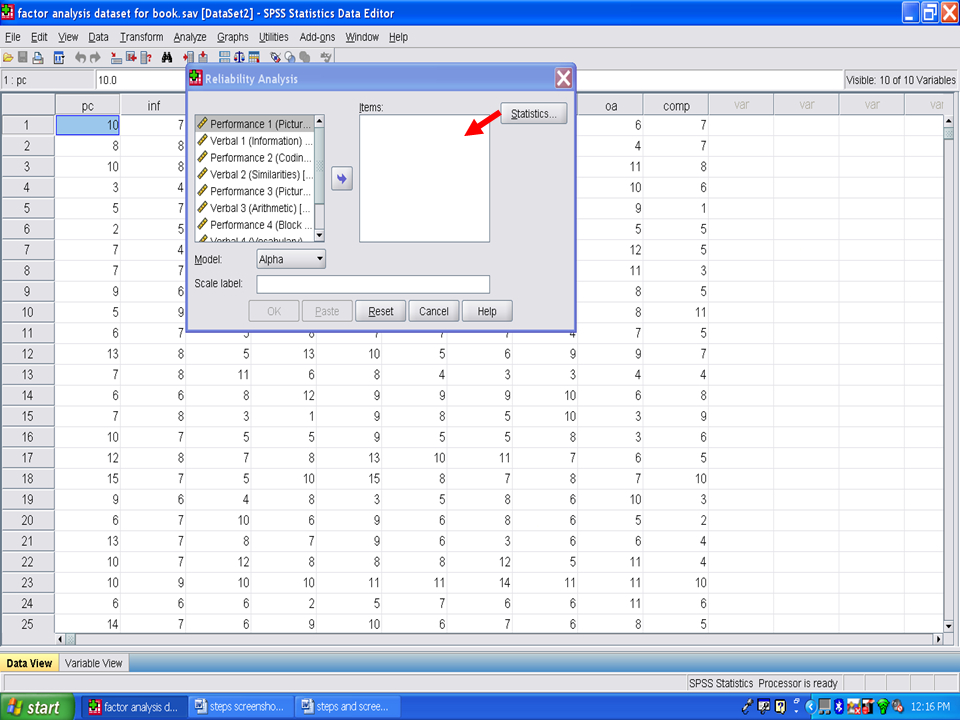 factor analysis dataset for book.sav [DataSet2] - SPSS Statistics Data Editor
File Edit View Data Transform Analyze Graphs Utilities Add-ons Window Help
1 : pc 10.0 Visible: 10 of 10 Variables
Reliability Analysis
Items:
Statistics...
Performance 1 (Pictur...
Verbal 1 (Information) ...
Performance 2 (Codin...
Verbal 2 (Similarities) [...
Performance 3 (Pictur...
Verbal 3 (Arithmetic) [...
Performance 4 (Block ...
Verbal 4 (Vocabulary)
Model: Alpha
Scale label:
OK Paste Reset Cancel Help
pc inf oa comp var var var var
1 10 7 6 7
2 8 8 4 7
3 10 8 11 8
4 3 4 10 6
5 5 7 9 1
6 2 5 5 5
7 7 4 12 5
8 7 7 11 3
9 9 6 8 5
10 5 9 8 11
11 6 7 5 8 7 7 7 4 7 5
12 13 8 5 13 10 5 6 9 9 7
13 7 8 11 6 8 4 3 3 4 4
14 6 6 8 12 9 9 9 10 6 8
15 7 8 3 1 9 8 5 10 3 9
16 10 7 5 5 9 5 5 8 3 6
17 12 8 7 8 13 10 11 7 6 5
18 15 7 5 10 15 8 7 8 7 10
19 9 6 4 8 3 5 8 6 10 3
20 6 7 10 6 9 6 8 6 5 2
21 13 7 8 7 9 6 3 6 6 4
22 10 7 12 8 8 8 12 5 11 4
23 10 9 10 10 11 11 14 11 11 10
24 6 6 6 2 5 7 6 6 11 6
25 14 7 6 9 10 6 7 6 8 5
Data View Variable View
SPSS Statistics Processor is ready
start factor analysis d... steps screensho... steps and scree... 12:16 PM